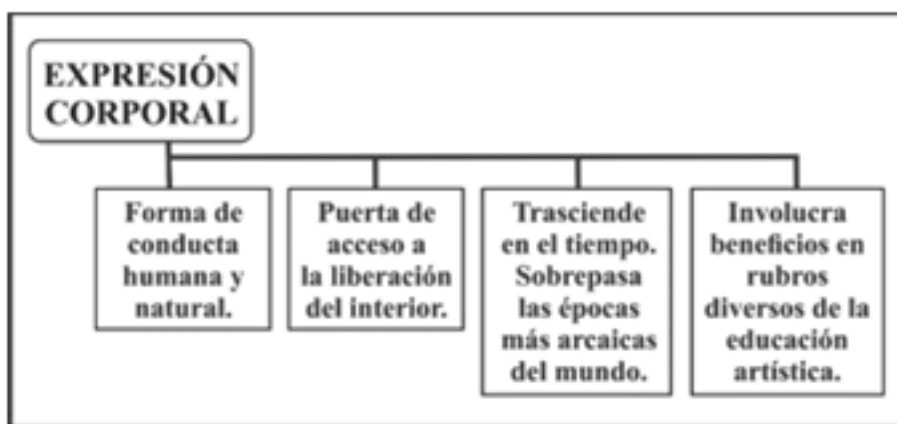 EXPRESIÓN
CORPORAL
Forma de
conducta
humana y
natural.
Puerta de
acceso a
la liberación
del interior.
Trasciende
en el tiempo.
Sobrepasa
las épocas
más arcaicas
del mundo.
Involucra
beneficios en
rubros
diversos de la
educación
artística.